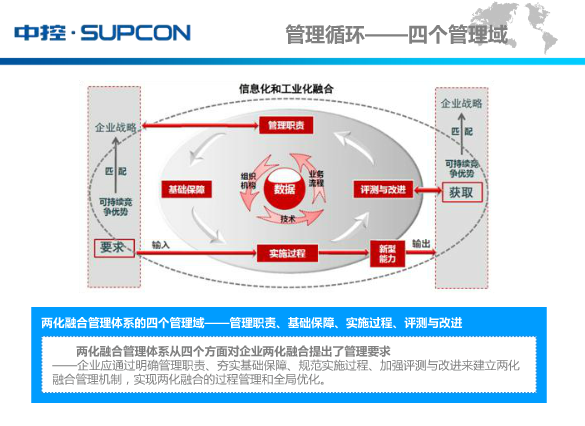 中控·SUPCON
管理循环——四个管理域
信息化和工业化融合
企业战略
匹 配
可持续竞
争优势
要求
输入
管理职责
基础保障
组织
机构
业务
流程
数据
技术
评测与改进
实施过程
新型
能力
输出
企业战略
匹 配
可持续竞
争优势
获取
两化融合管理体系的四个管理域——管理职责、基础保障、实施过程、评测与改进
两化融合管理体系从四个方面对企业两化融合提出了管理要求
——企业应通过明确管理职责、夯实基础保障、规范实施过程、加强评测与改进来建立两化
融合管理机制，实现两化融合的过程管理和全局优化。